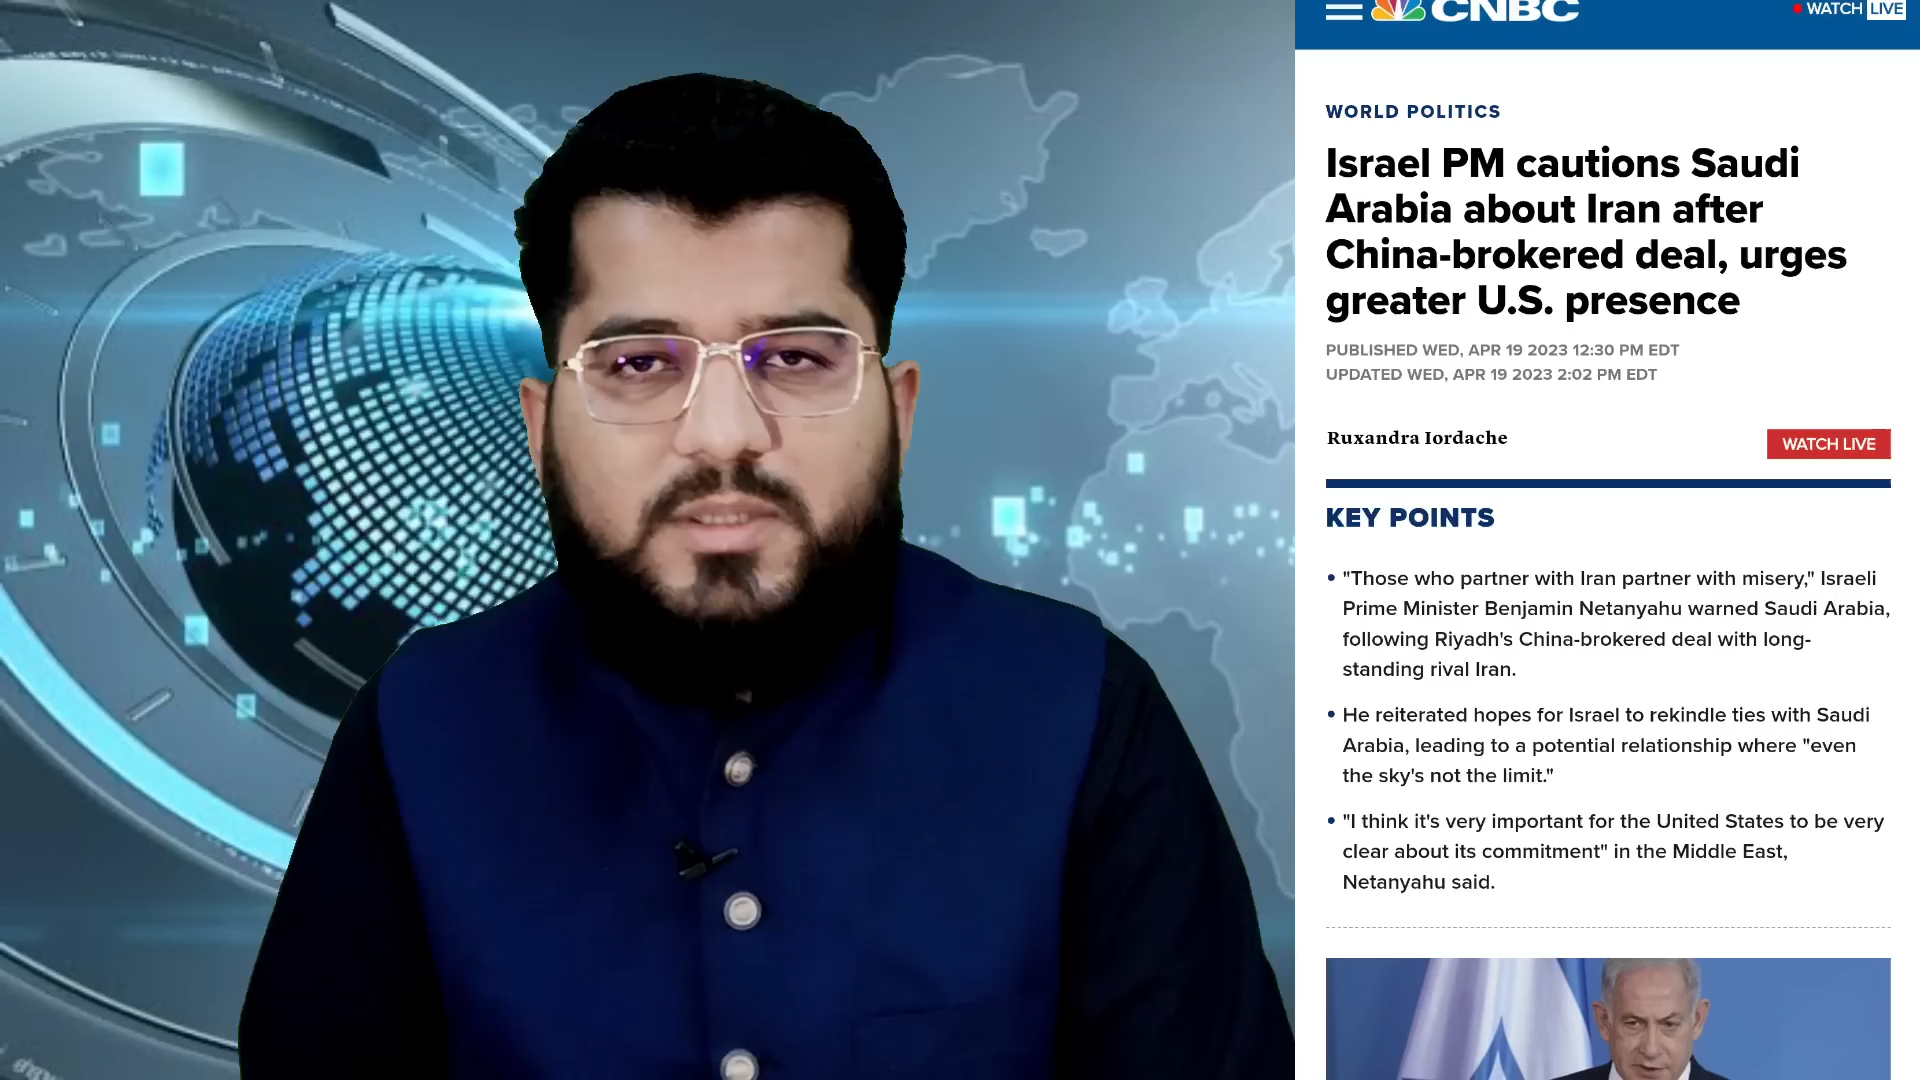 CNBC
WATCH LIVE
WORLD POLITICS
Israel PM cautions Saudi
Arabia about Iran after
China-brokered deal, urges
greater U.S. presence
PUBLISHED WED, APR 19 2023 12:30 PM EDT
UPDATED WED, APR 19 2023 2:02 PM EDT
Ruxandra Iordache
WATCH LIVE
KEY POINTS
• "Those who partner with Iran partner with misery," Israeli
Prime Minister Benjamin Netanyahu warned Saudi Arabia,
following Riyadh's China-brokered deal with long-
standing rival Iran.
• He reiterated hopes for Israel to rekindle ties with Saudi
Arabia, leading to a potential relationship where "even
the sky's not the limit."
• "I think it's very important for the United States to be very
clear about its commitment" in the Middle East,
Netanyahu said.